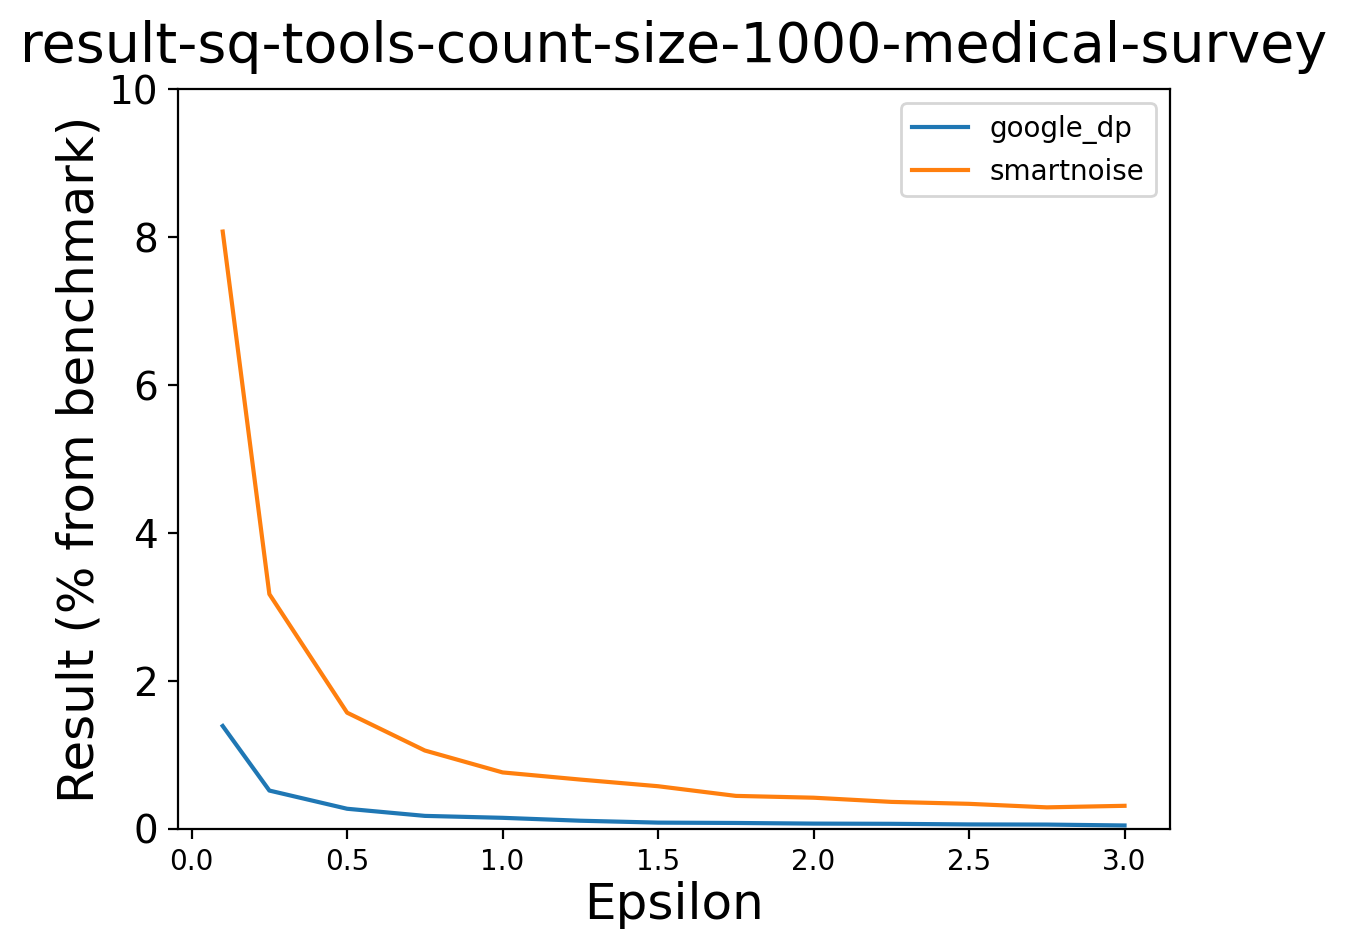 result-sq-tools-count-size-1000-medical-survey
10
8
6
4
2
0
Result (% from benchmark)
google_dp
smartnoise
0.0 0.5 1.0 1.5 2.0 2.5 3.0
Epsilon